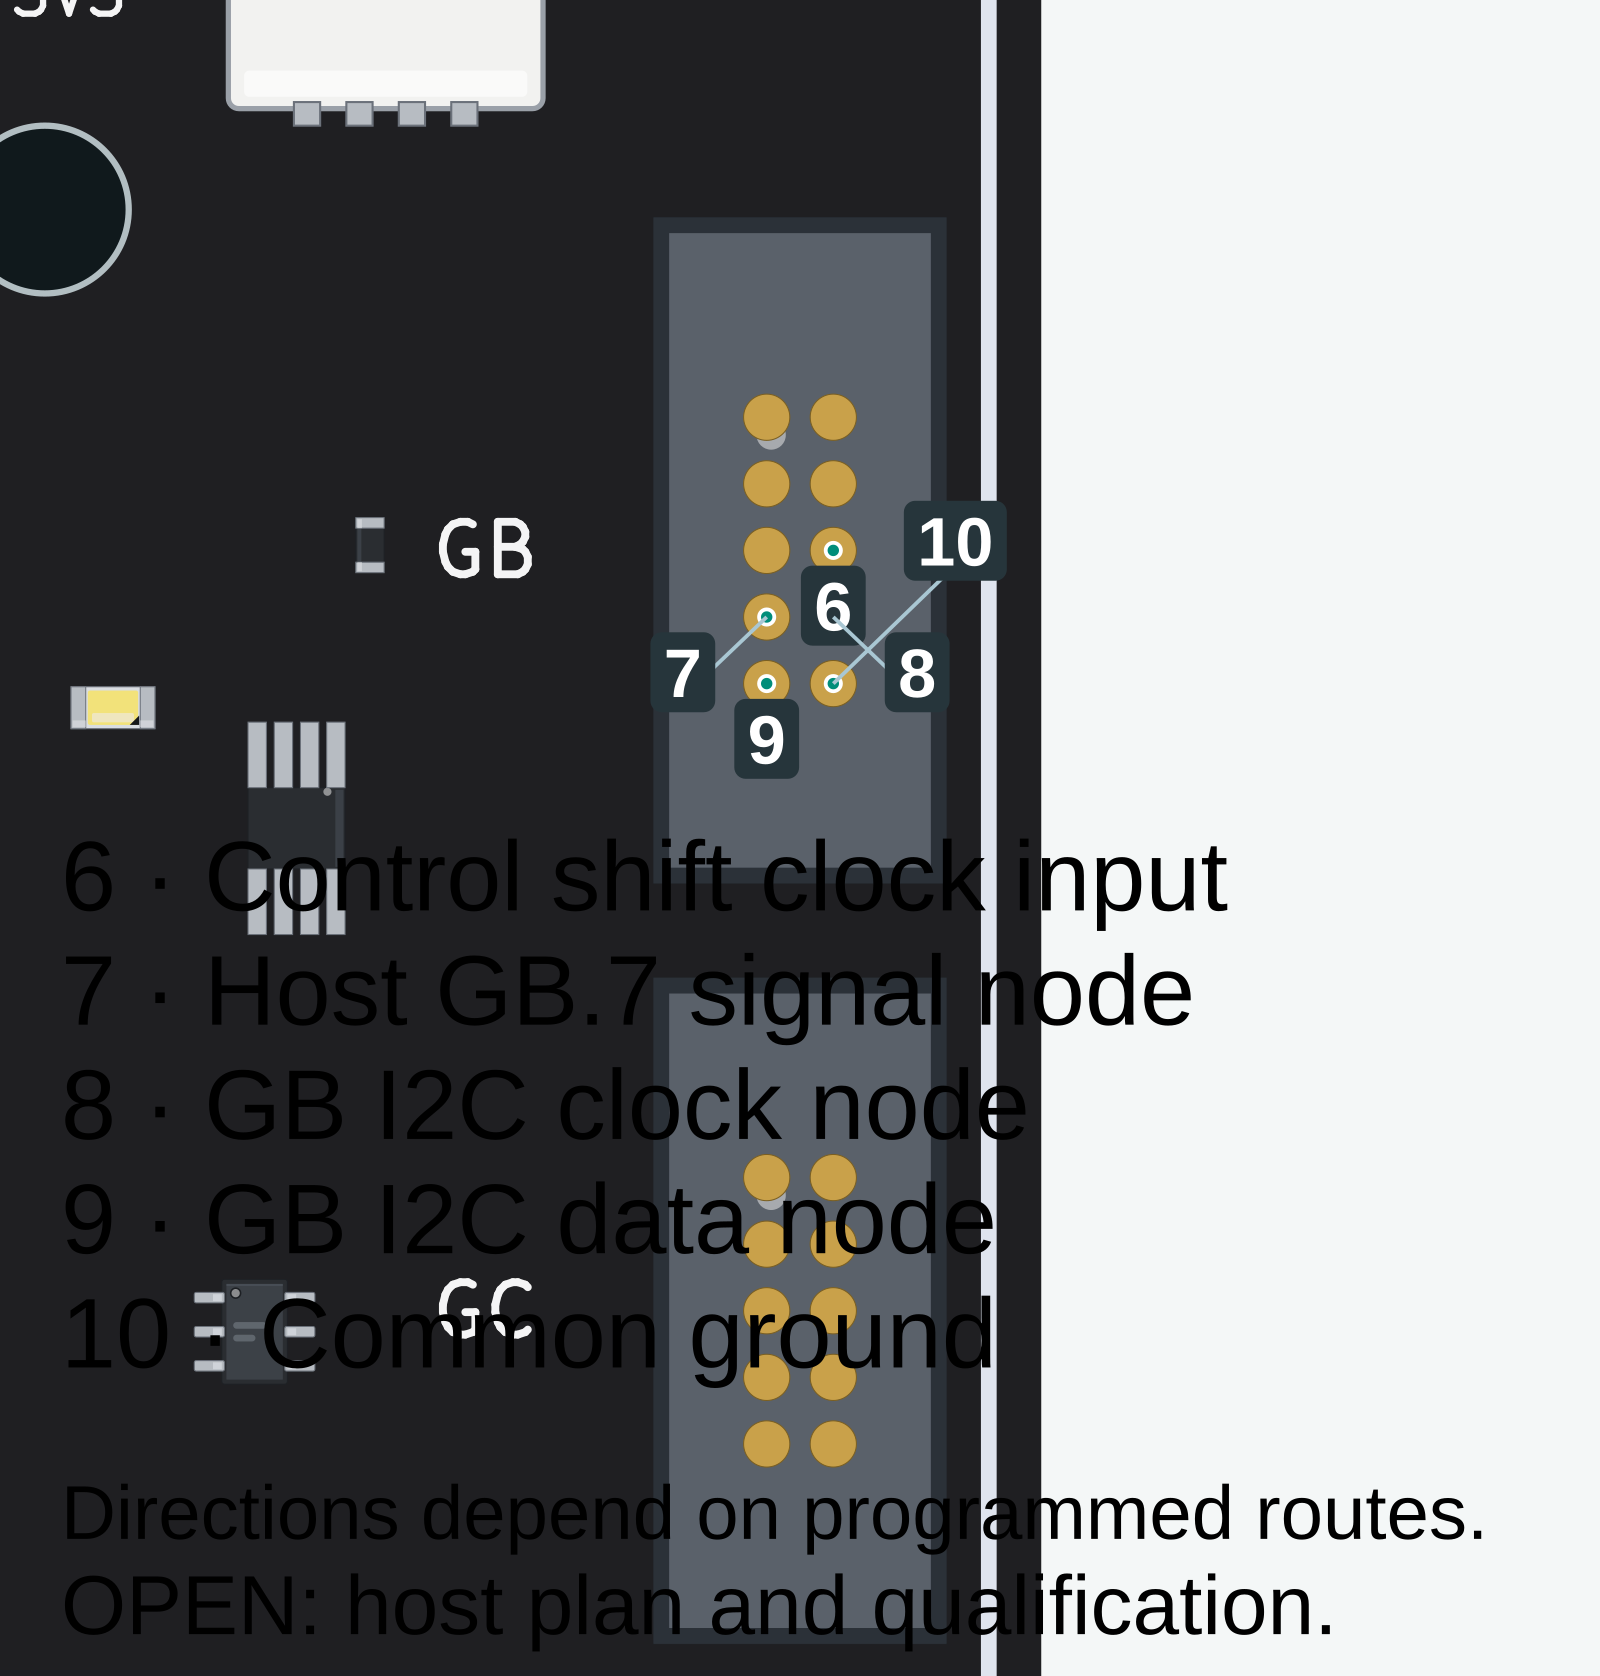 3V3
GB
10
6
7
8
9
6 · Control shift clock input
7 · Host GB.7 signal node
8 · GB I2C clock node
9 · GB I2C data node
GC
10 · Common ground
Directions depend on programmed routes.
OPEN: host plan and qualification.